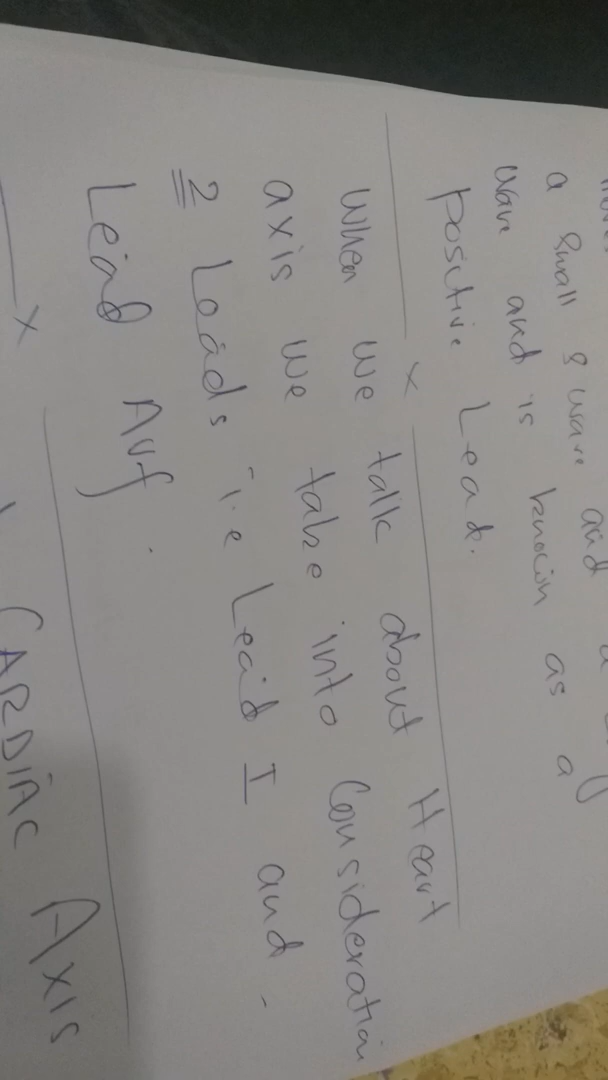 a small s wave and a
wave and is known as a
positive Lead.
x
When we talk about Heart
axis we take into consideration
2 Leads i.e Lead I and -
Lead Avf.
x
CARDIAC AXIS